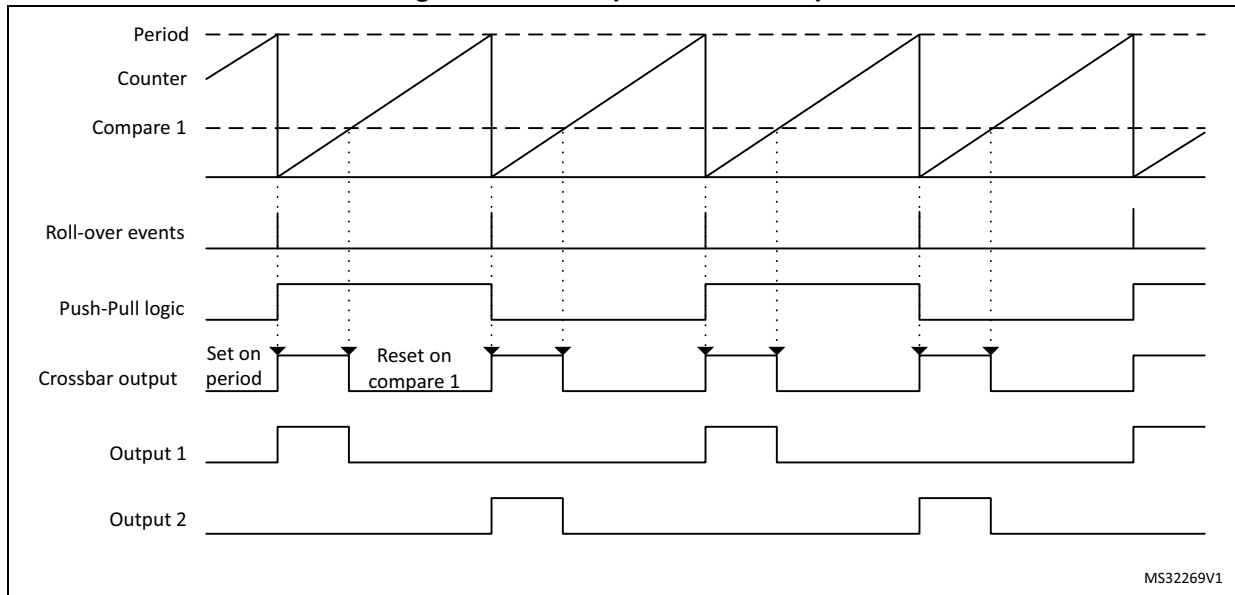 Period
Counter
Compare 1
Roll-over events
Push-Pull logic
Crossbar output
Set on
period
Reset on
compare 1
Output 1
Output 2
MS32269V1